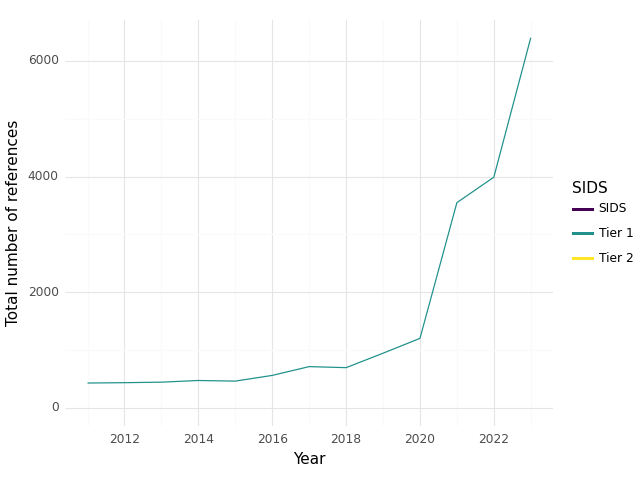 6000
4000
2000
0
Total number of references
2012 2014 2016 2018 2020 2022
Year
SIDS
SIDS
Tier 1
Tier 2